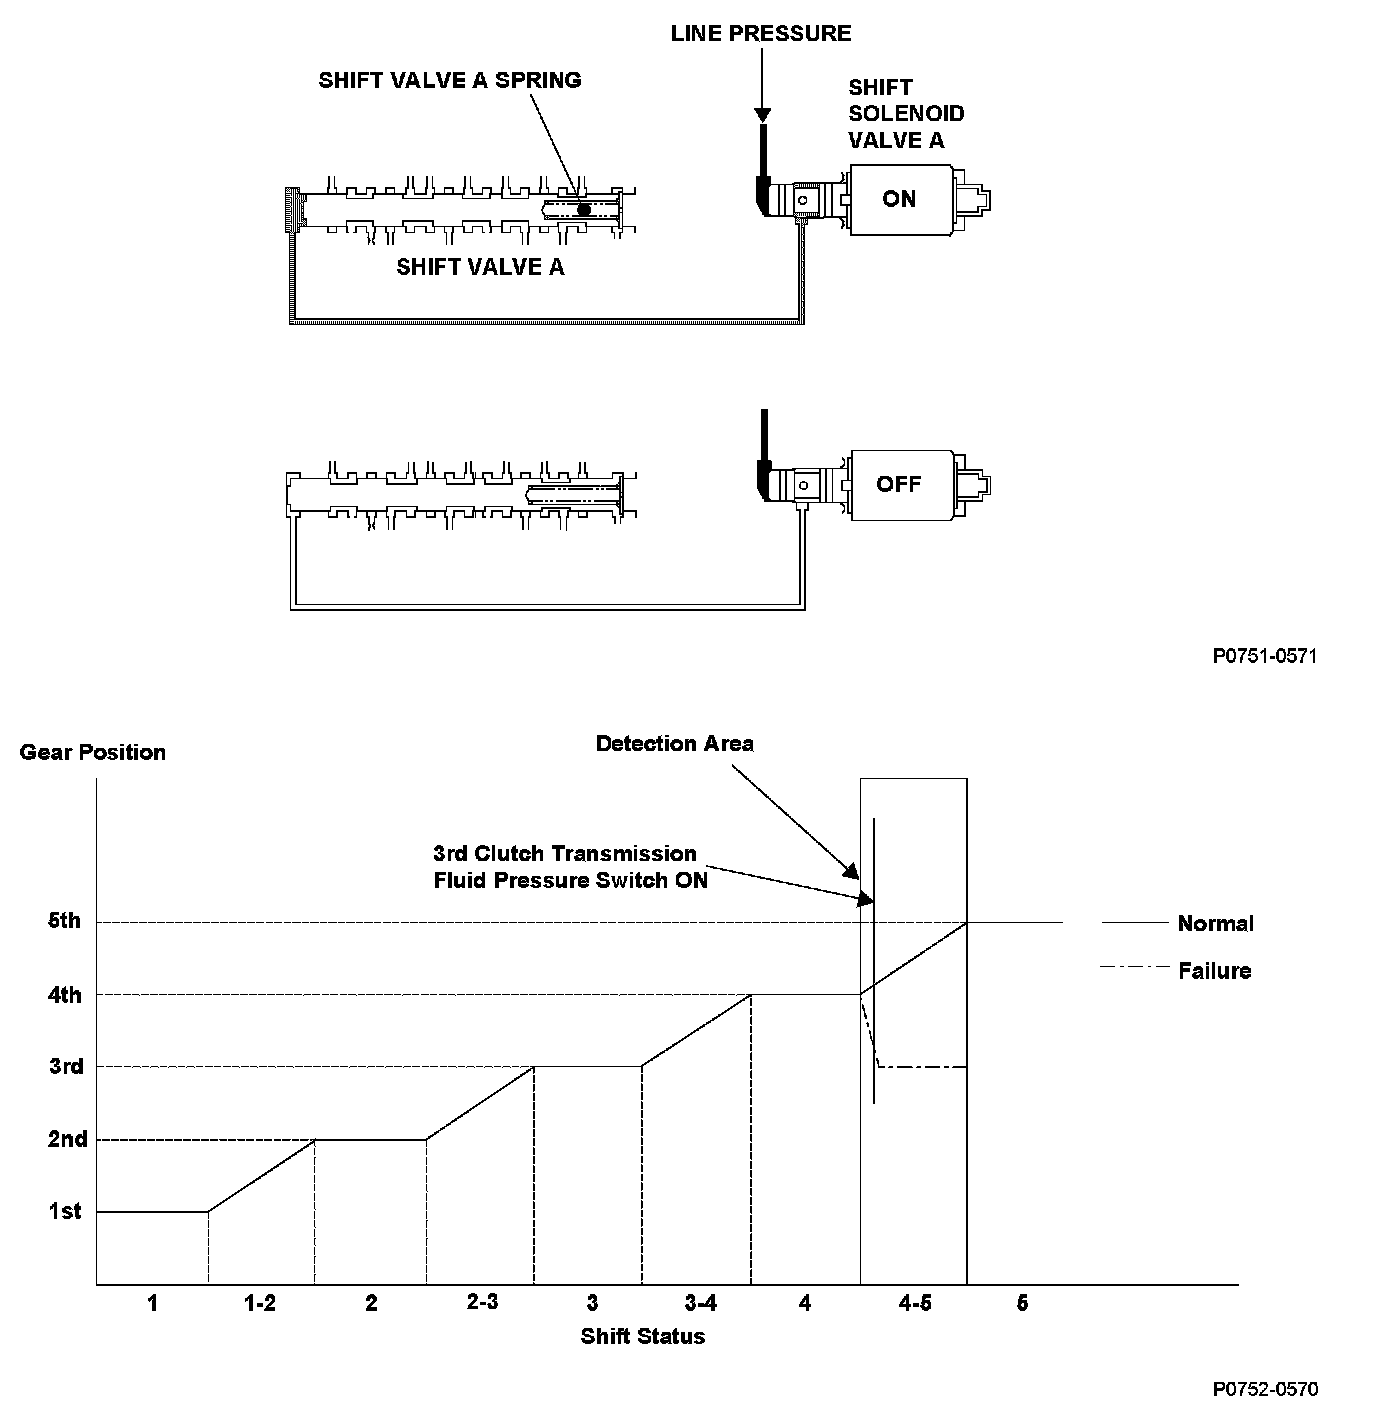 LINE PRESSURE
SHIFT VALVE A SPRING
SHIFT
SOLENOID
VALVE A
ON
SHIFT VALVE A
OFF
P0751-0571
Gear Position
Detection Area
3rd Clutch Transmission
Fluid Pressure Switch ON
5th
4th
3rd
2nd
1st
Normal
Failure
1 1-2 2 2-3 3 3-4 4 4-5 5
Shift Status
P0752-0570